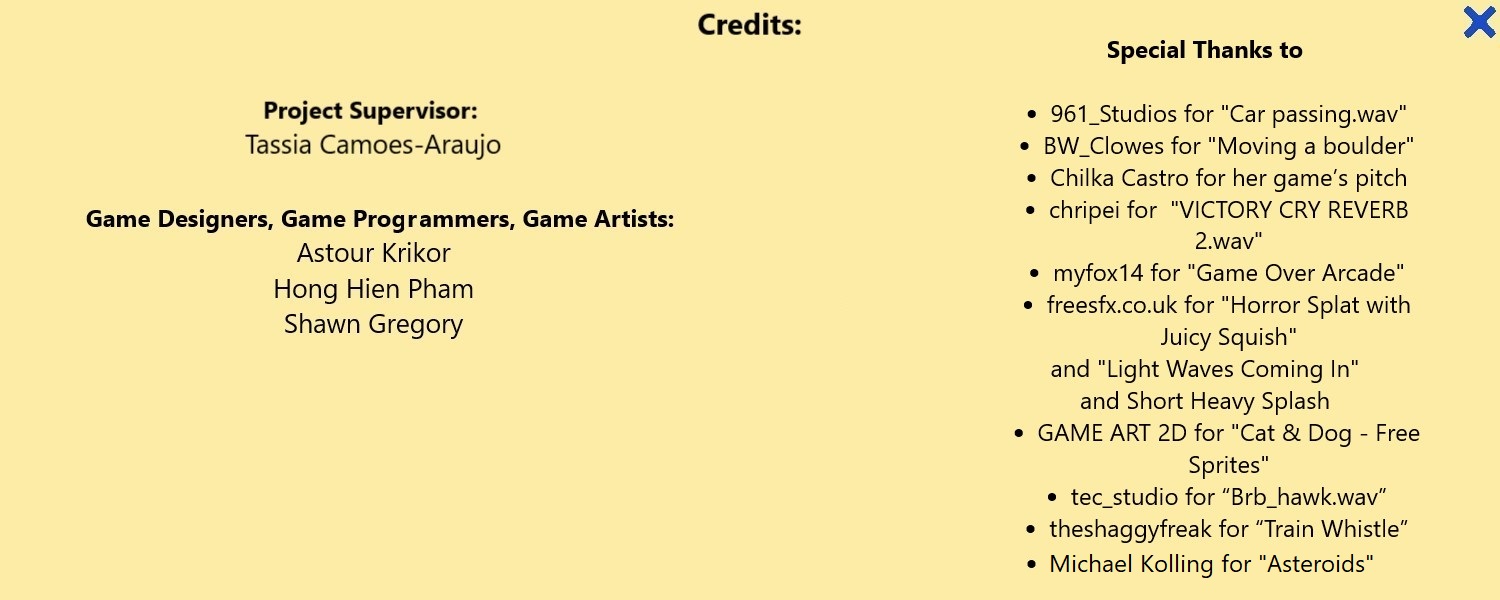 Credits:
Project Supervisor:
Tassia Camoes-Araujo
Game Designers, Game Programmers, Game Artists:
Astour Krikor
Hong Hien Pham
Shawn Gregory
Special Thanks to
• 961_Studios for "Car passing.wav"
• BW_Clowes for "Moving a boulder"
• Chilka Castro for her game’s pitch
• chripei for "VICTORY CRY REVERB
2.wav"
• myfox14 for "Game Over Arcade"
• freesfx.co.uk for "Horror Splat with
Juicy Squish"
and "Light Waves Coming In"
and Short Heavy Splash
• GAME ART 2D for "Cat & Dog - Free
Sprites"
• tec_studio for “Brb_hawk.wav”
• theshaggyfreak for “Train Whistle”
• Michael Kolling for "Asteroids"